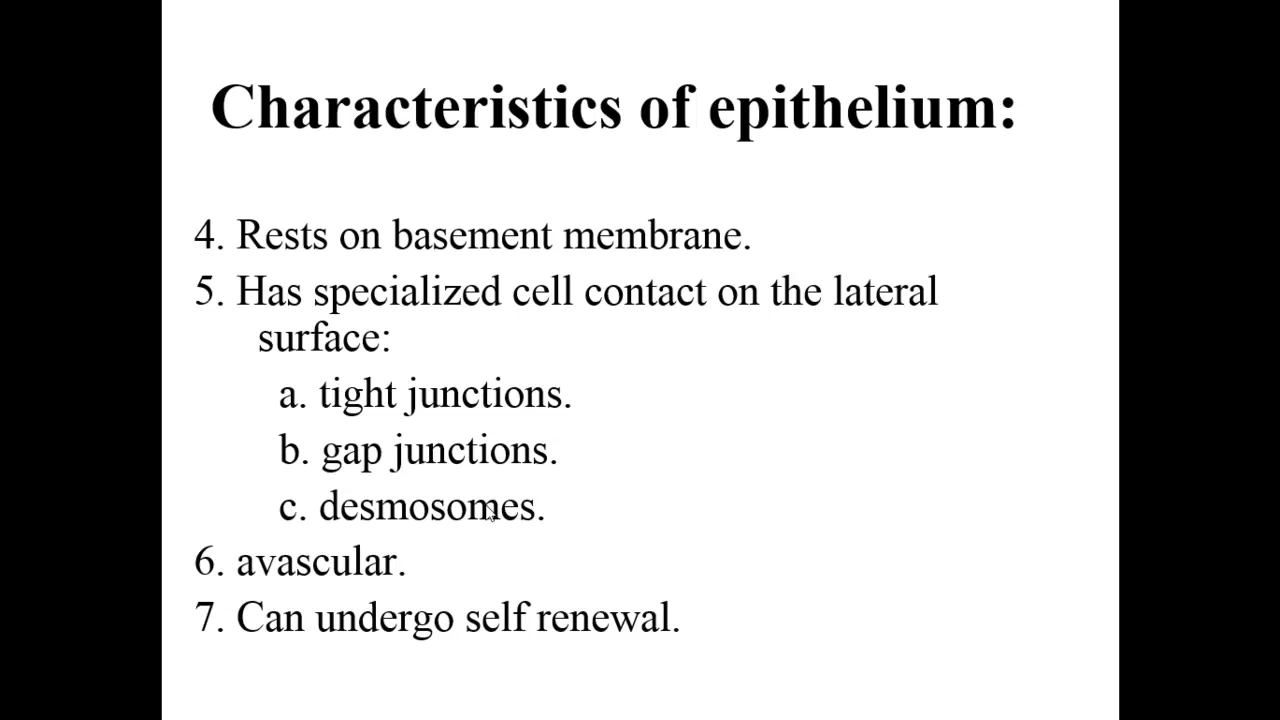 Characteristics of epithelium:
4. Rests on basement membrane.
5. Has specialized cell contact on the lateral
surface:
a. tight junctions.
b. gap junctions.
c. desmosomes.
6. avascular.
7. Can undergo self renewal.